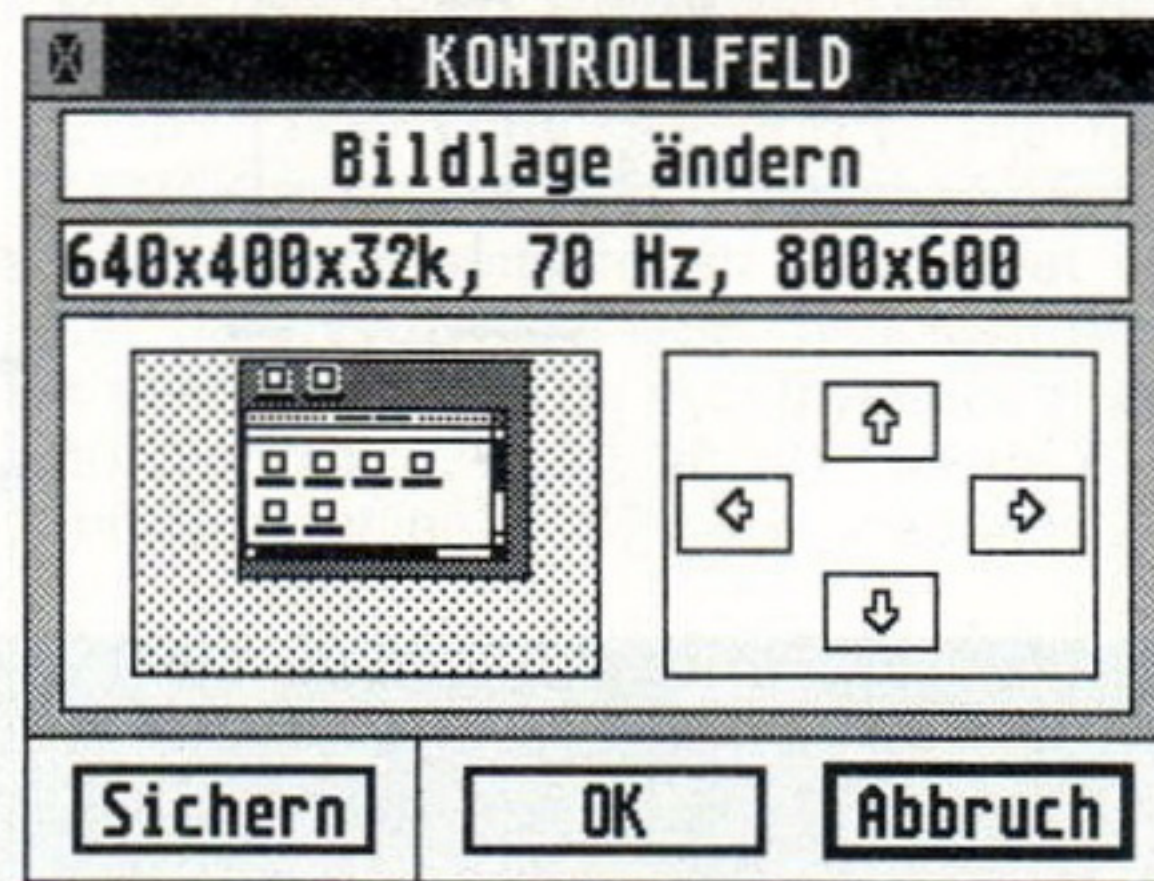 KONTROLLFELD
Bildlage ändern
640x400x32k, 70 Hz, 800x600
Sichern
OK
Abbruch